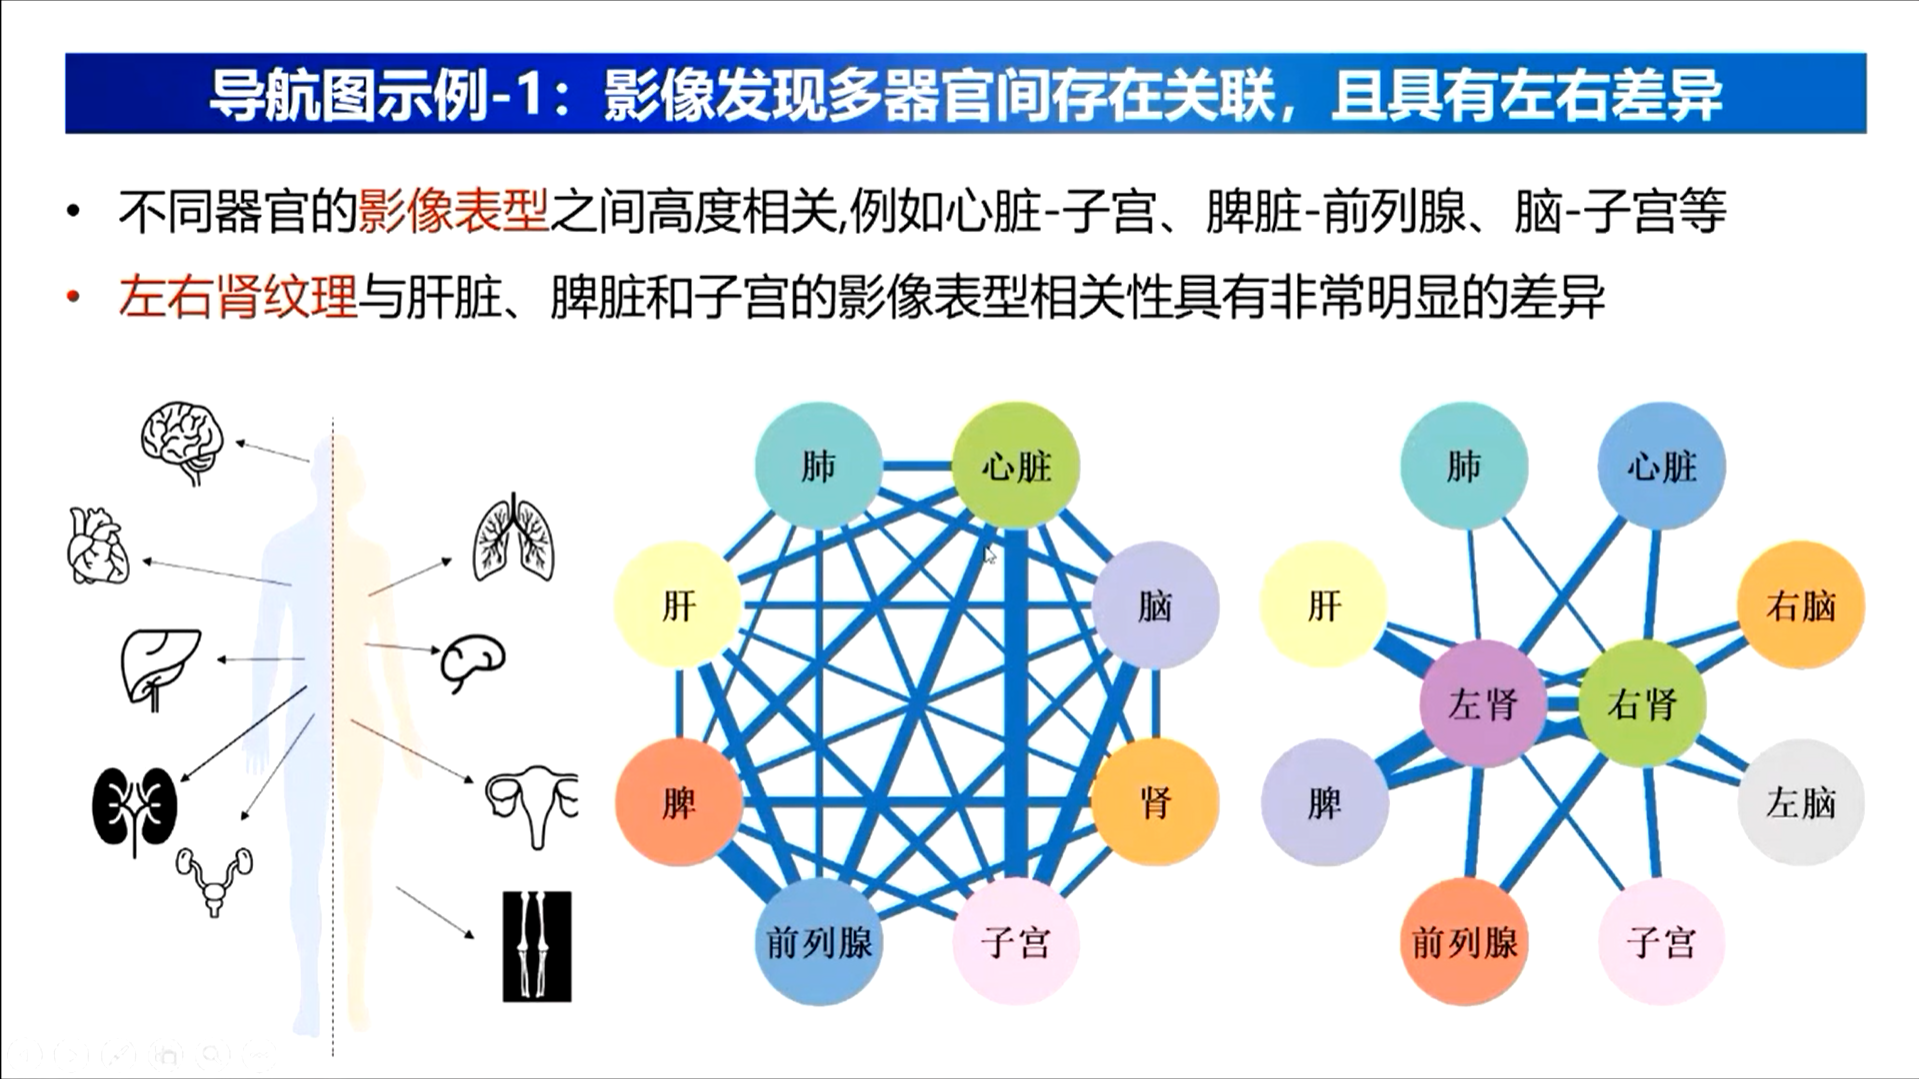 导航图示例-1：影像发现多器官间存在关联，且具有左右差异
• 不同器官的影像表型之间高度相关,例如心脏-子宫、脾脏-前列腺、脑-子宫等
• 左右肾纹理与肝脏、脾脏和子宫的影像表型相关性具有非常明显的差异
肺
心脏
肝
脑
脾
肾
前列腺
子宫
肺
心脏
肝
右脑
左肾
右肾
脾
左脑
前列腺
子宫